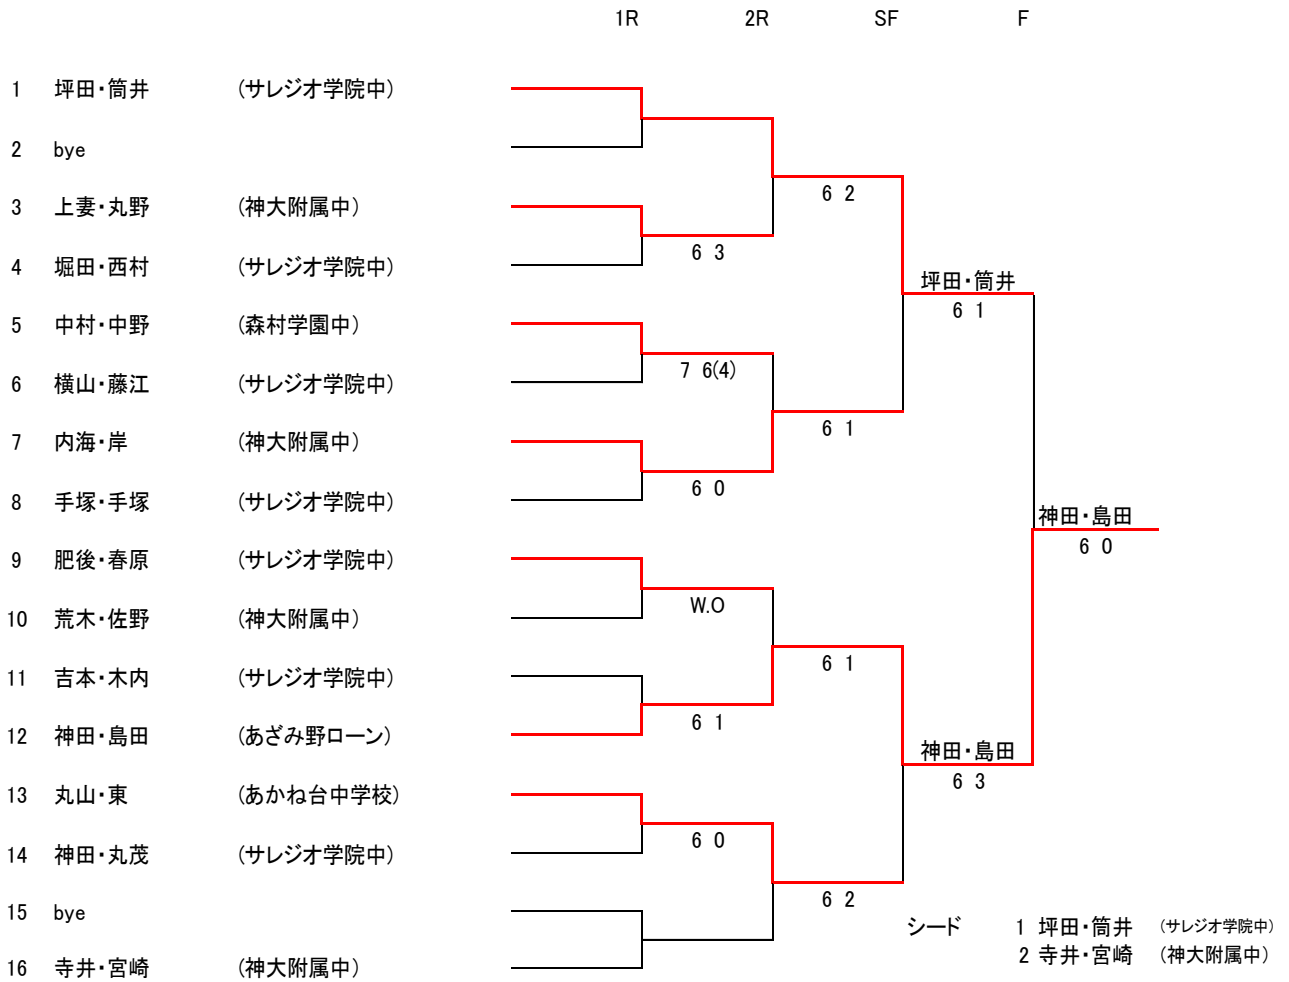 1R 2R SF F
1 坪田・筒井 (サレジオ学院中)
2 bye
6 2
3 上妻・丸野 (神大附属中)
6 3
4 堀田・西村 (サレジオ学院中)
坪田・筒井
6 1
5 中村・中野 (森村学園中)
7 6(4)
6 横山・藤江 (サレジオ学院中)
6 1
7 内海・岸 (神大附属中)
6 0
8 手塚・手塚 (サレジオ学院中)
神田・島田
6 0
9 肥後・春原 (サレジオ学院中)
W.O
10 荒木・佐野 (神大附属中)
6 1
11 吉本・木内 (サレジオ学院中)
6 1
12 神田・島田 (あざみ野ローン)
神田・島田
6 3
13 丸山・東 (あかね台中学校)
6 0
14 神田・丸茂 (サレジオ学院中)
6 2
15 bye
シード 1 坪田・筒井 (サレジオ学院中)
2 寺井・宮崎 (神大附属中)
16 寺井・宮崎 (神大附属中)